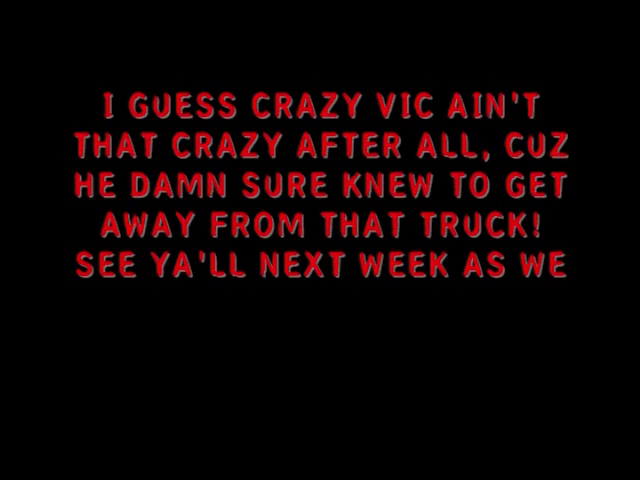 I GUESS CRAZY VIC AIN'T
THAT CRAZY AFTER ALL, CUZ
HE DAMN SURE KNEW TO GET
AWAY FROM THAT TRUCK!
SEE YA'LL NEXT WEEK AS WE